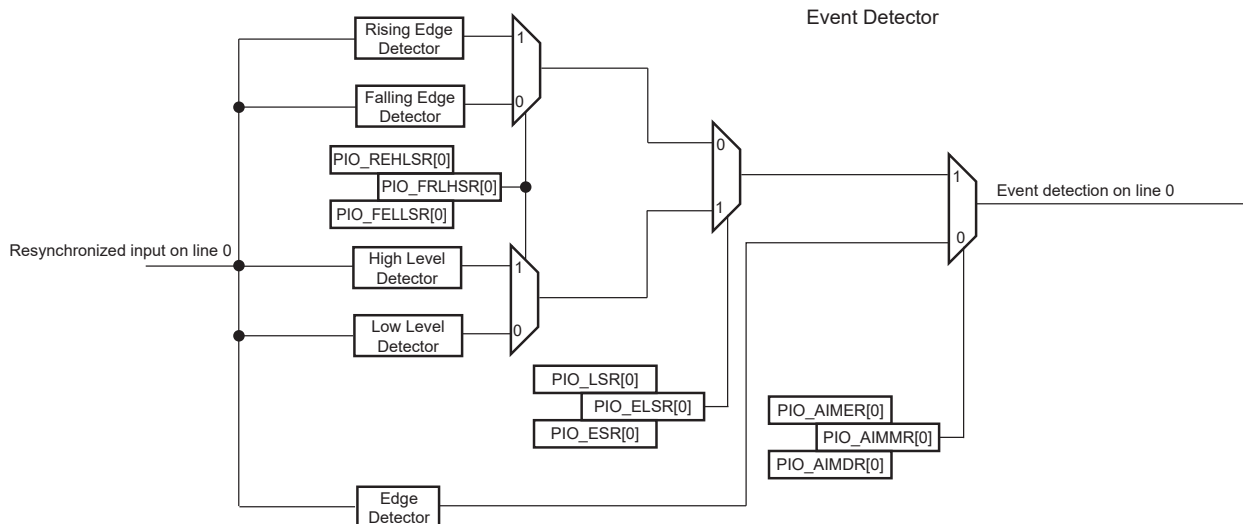 Event Detector
Rising Edge
Detector
1
Falling Edge
Detector
0
0
PIO_REHLSR[0]
PIO_FRLHSR[0]
PIO_FELLSR[0]
1
1
Event detection on line 0
0
Resynchronized input on line 0
High Level
Detector
1
Low Level
Detector
0
PIO_LSR[0]
PIO_ELSR[0]
PIO_ESR[0]
PIO_AIMER[0]
PIO_AIMMR[0]
PIO_AIMDR[0]
Edge
Detector